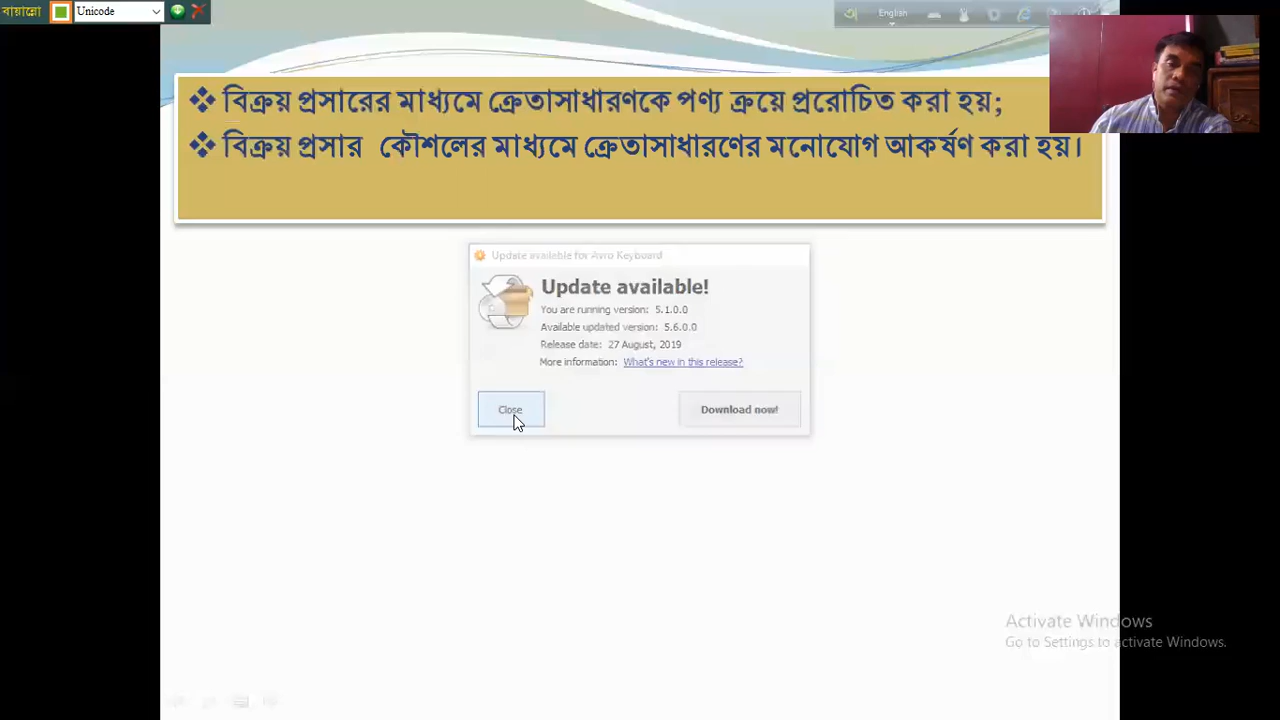 বায়ান্নো
Unicode
English
❖ বিক্রয় প্রসারের মাধ্যমে ক্রেতাসাধারণকে পণ্য ক্রয়ে প্ররোচিত করা হয়;
❖ বিক্রয় প্রসার কৌশলের মাধ্যমে ক্রেতাসাধারণের মনোযোগ আকর্ষণ করা হয়।
Update available for Avro Keyboard
Update available!
You are running version: 5.1.0.0
Available updated version: 5.6.0.0
Release date: 27 August, 2019
More information: What's new in this release?
Close
Download now!
Activate Windows
Go to Settings to activate Windows.